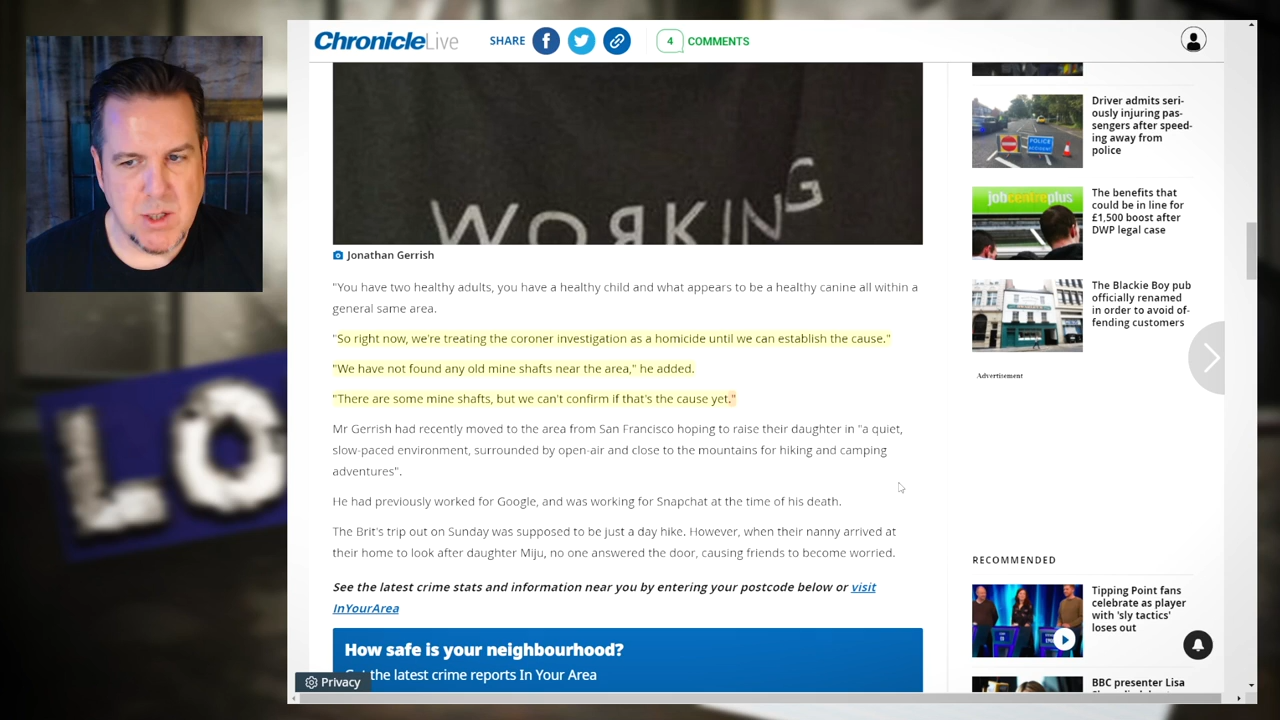 ChronicleLive
SHARE
4
COMMENTS
WORKING
Jonathan Gerrish
"You have two healthy adults, you have a healthy child and what appears to be a healthy canine all within a
general same area.
"So right now, we're treating the coroner investigation as a homicide until we can establish the cause."
"We have not found any old mine shafts near the area," he added.
"There are some mine shafts, but we can't confirm if that's the cause yet."
Mr Gerrish had recently moved to the area from San Francisco hoping to raise their daughter in "a quiet,
slow-paced environment, surrounded by open-air and close to the mountains for hiking and camping
adventures".
He had previously worked for Google, and was working for Snapchat at the time of his death.
The Brit's trip out on Sunday was supposed to be just a day hike. However, when their nanny arrived at
their home to look after daughter Miju, no one answered the door, causing friends to become worried.
See the latest crime stats and information near you by entering your postcode below or visit
InYourArea
How safe is your neighbourhood?
the latest crime reports In Your Area
Privacy
Driver admits seri-
ously injuring pas-
sengers after speed-
ing away from
police
POLICE
ACCIDENT
jobcentreplus
The benefits that
could be in line for
£1,500 boost after
DWP legal case
The Blackie Boy pub
officially renamed
in order to avoid of-
fending customers
Advertisement
RECOMMENDED
Tipping Point fans
celebrate as player
with 'sly tactics'
loses out
BBC presenter Lisa
LO